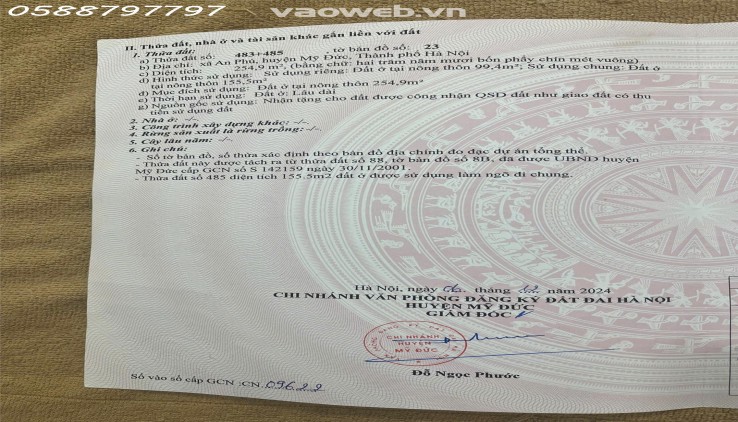 0588797797
vaoweb.vn
II. Thửa đất, nhà ở và tài sản khác gắn liền với đất
1. Thửa đất:
a) Thửa đất số: 483+485 , tờ bản đồ số: 23
b) Địa chỉ: xã An Phú, huyện Mỹ Đức, Thành phố Hà Nội
c) Diện tích: 254,9 m², (bằng chữ: hai trăm năm mươi bốn phẩy chín mét vuông)
d) Hình thức sử dụng: Sử dụng riêng: Đất ở tại nông thôn 99,4m²; Sử dụng chung: Đất ở
tại nông thôn 155,5m²
đ) Mục đích sử dụng: Đất ở tại nông thôn 254,9m²
e) Thời hạn sử dụng: Đất ở: Lâu dài
g) Nguồn gốc sử dụng: Nhận tặng cho đất được công nhận QSD đất như giao đất có thu
tiền sử dụng đất
2. Nhà ở: -/-
3. Công trình xây dựng khác: -/-
4. Rừng sản xuất là rừng trồng: -/-
5. Cây lâu năm: -/-
6. Ghi chú:
- Số tờ bản đồ, số thửa xác định theo bản đồ địa chính đo đạc dự án tổng thể.
- Thửa đất này được tách ra từ thửa đất số 88, tờ bản đồ số 8B, đã được UBND huyện
Mỹ Đức cấp GCN số S 142159 ngày 30/11/2001.
- Thửa đất số 485 diện tích 155.5m2 đất ở được sử dụng làm ngõ đi chung.
Hà Nội, ngày tháng năm 2024
CHI NHÁNH VĂN PHÒNG ĐĂNG KÝ ĐẤT ĐAI HÀ NỘI
HUYỆN MỸ ĐỨC
GIÁM ĐỐC
CHI NHÁNH
HUYỆN
MỸ ĐỨC
Đỗ Ngọc Phước
Số vào sổ cấp GCN :CN.09622